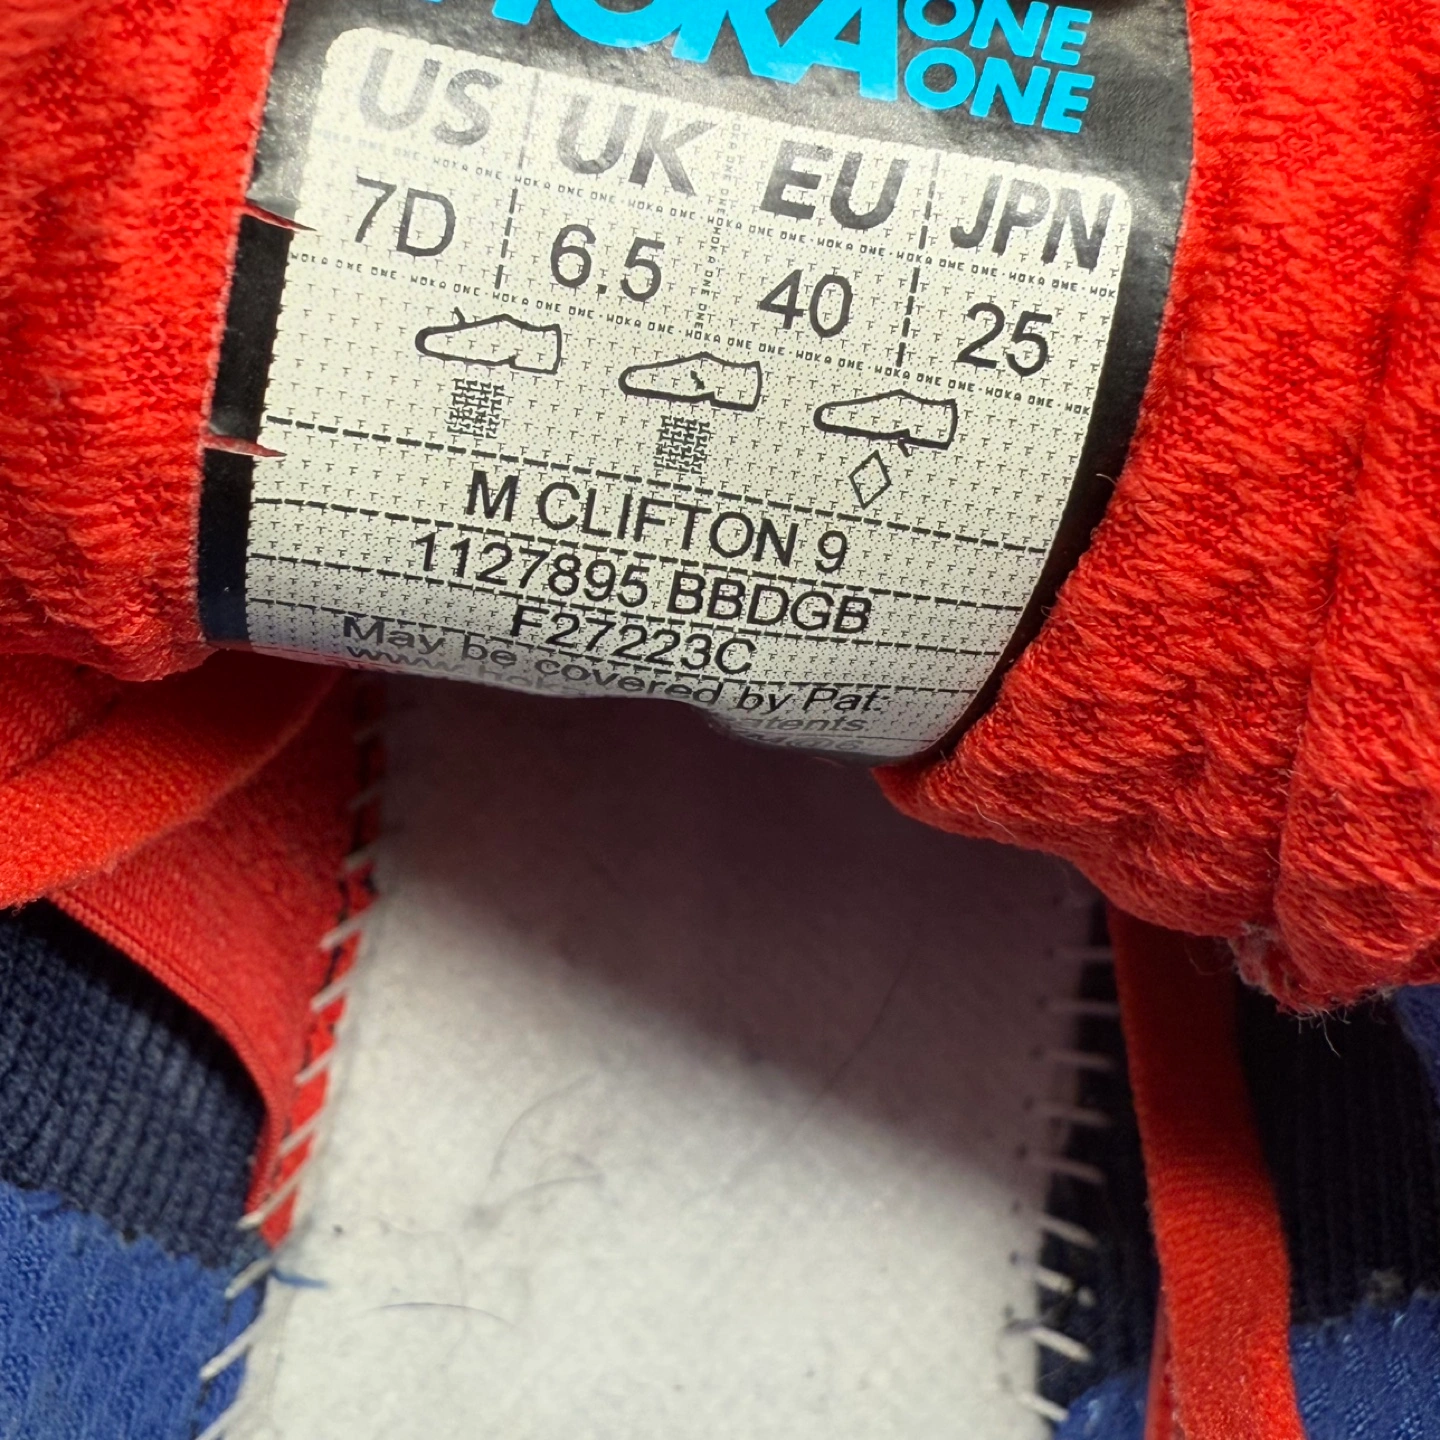 HOKA ONE ONE
US UK EU JPN
7D 6.5 40 25
M CLIFTON 9
1127895 BBDGB
F27223C
May be covered by Pat: